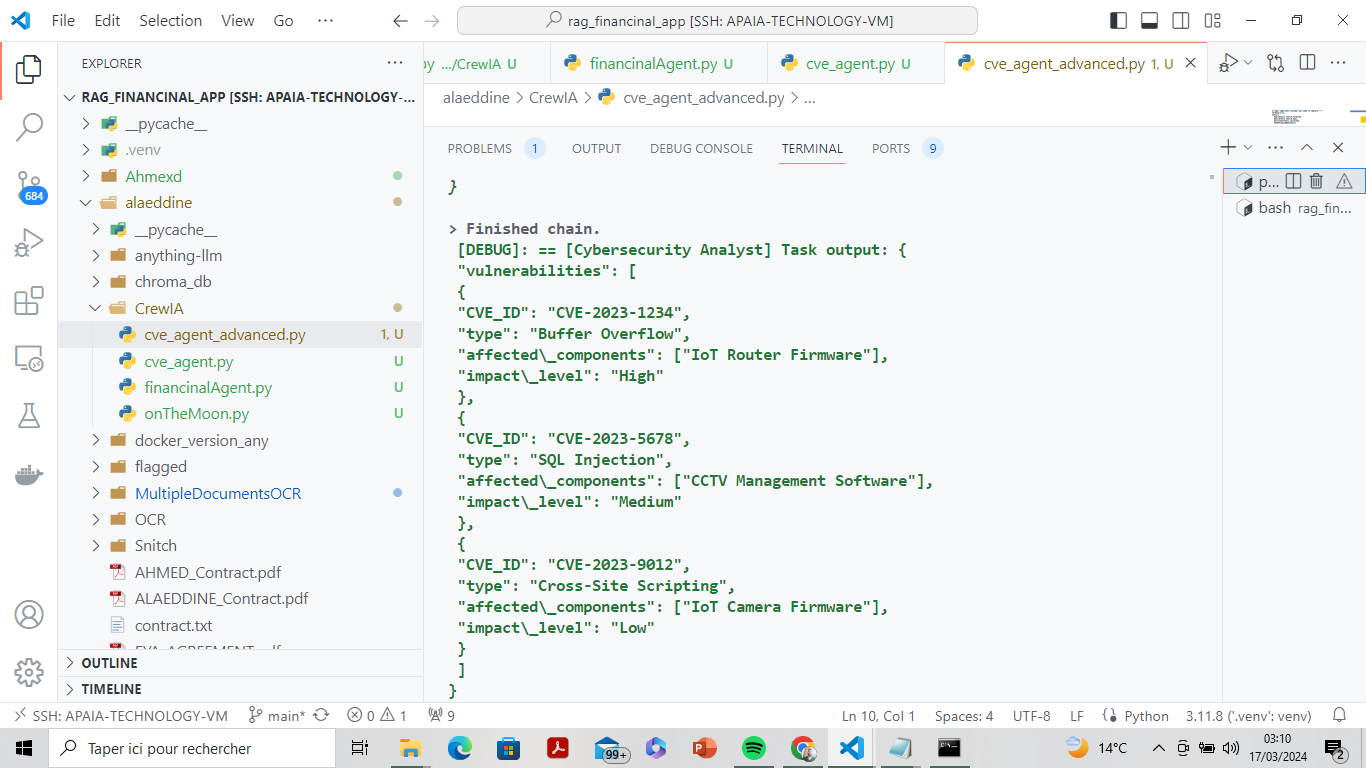 File Edit Selection View Go ··· rag_financinal_app [SSH: APAIA-TECHNOLOGY-VM]
EXPLORER ···
RAG_FINANCINAL_APP [SSH: APAIA-TECHNOLOGY-...
__pycache__
.venv
Ahmexd
alaeddine
__pycache__
anything-llm
chroma_db
CrewIA
cve_agent_advanced.py 1, U
cve_agent.py U
financinalAgent.py U
onTheMoon.py U
docker_version_any
flagged
MultipleDocumentsOCR
OCR
Snitch
AHMED_Contract.pdf
ALAEDDINE_Contract.pdf
contract.txt
OUTLINE
TIMELINE
684
py .../CrewIA U financinalAgent.py U cve_agent.py U cve_agent_advanced.py 1, U
alaeddine > CrewIA > cve_agent_advanced.py > ...
PROBLEMS 1 OUTPUT DEBUG CONSOLE TERMINAL PORTS 9
p...
bash rag_fin...
}
> Finished chain.
[DEBUG]: == [Cybersecurity Analyst] Task output: {
"vulnerabilities": [
{
"CVE_ID": "CVE-2023-1234",
"type": "Buffer Overflow",
"affected\_components": ["IoT Router Firmware"],
"impact\_level": "High"
},
{
"CVE_ID": "CVE-2023-5678",
"type": "SQL Injection",
"affected\_components": ["CCTV Management Software"],
"impact\_level": "Medium"
},
{
"CVE_ID": "CVE-2023-9012",
"type": "Cross-Site Scripting",
"affected\_components": ["IoT Camera Firmware"],
"impact\_level": "Low"
}
]
}
SSH: APAIA-TECHNOLOGY-VM main* 0 1 9 Ln 10, Col 1 Spaces: 4 UTF-8 LF Python 3.11.8 ('.venv': venv)
Taper ici pour rechercher 99+ 14°C 03:10
17/03/2024 2